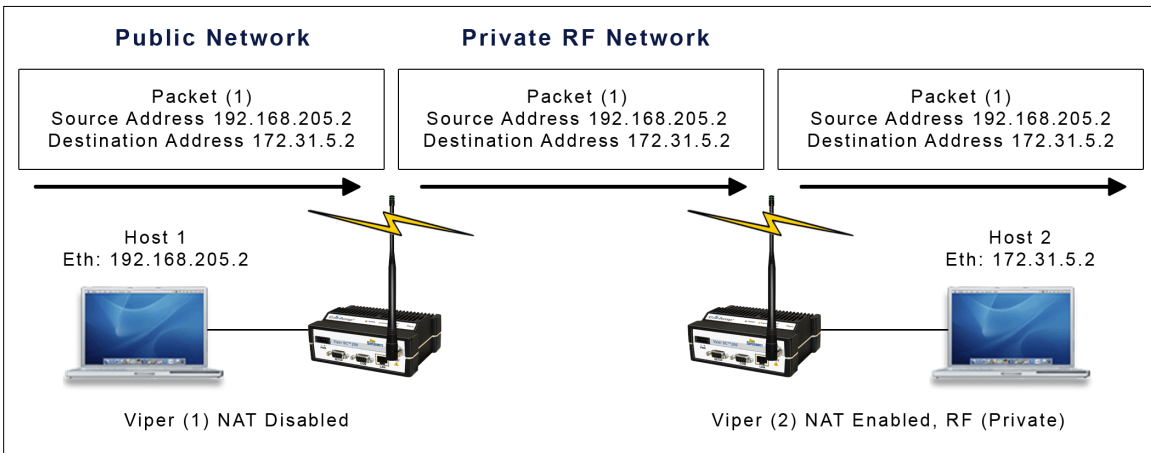 Public Network
Private RF Network
Packet (1)
Source Address 192.168.205.2
Destination Address 172.31.5.2
Packet (1)
Source Address 192.168.205.2
Destination Address 172.31.5.2
Packet (1)
Source Address 192.168.205.2
Destination Address 172.31.5.2
Host 1
Eth: 192.168.205.2
Host 2
Eth: 172.31.5.2
Viper (1) NAT Disabled
Viper (2) NAT Enabled, RF (Private)